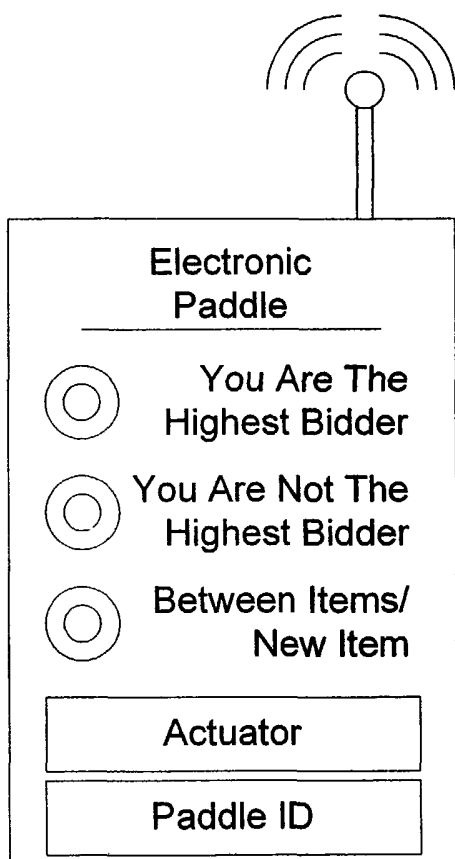 Electronic
Paddle
You Are The
Highest Bidder
You Are Not The
Highest Bidder
Between Items/
New Item
Actuator
Paddle ID